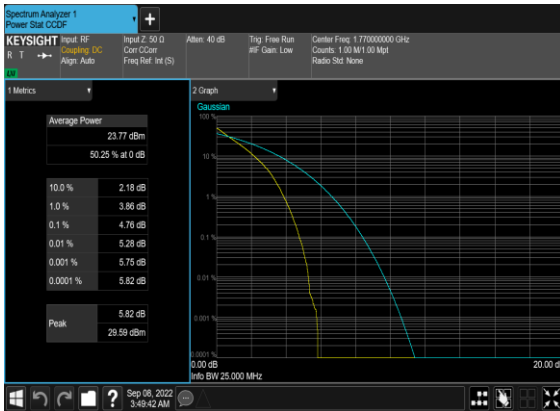 Spectrum Analyzer 1
Power Stat CCDF
KEYSIGHT
R T
LM
Input: RF
Coupling: DC
Align: Auto
Input Z: 50 Ω
Corr CCorr
Freq Ref: Int (S)
Atten: 40 dB
Trig: Free Run
#IF Gain: Low
Center Freq: 1.770000000 GHz
Counts: 1.00 M/1.00 Mpt
Radio Std: None
1 Metrics
Average Power
23.77 dBm
50.25 % at 0 dB
10.0 % 2.18 dB
1.0 % 3.86 dB
0.1 % 4.76 dB
0.01 % 5.28 dB
0.001 % 5.75 dB
0.0001 % 5.82 dB
Peak
5.82 dB
29.59 dBm
2 Graph
Gaussian
100 %
10 %
1 %
0.1 %
0.01 %
0.001 %
0.0001 %
0.00 dB
20.00 d
Info BW 25.000 MHz
?
Sep 08, 2022
3:49:42 AM